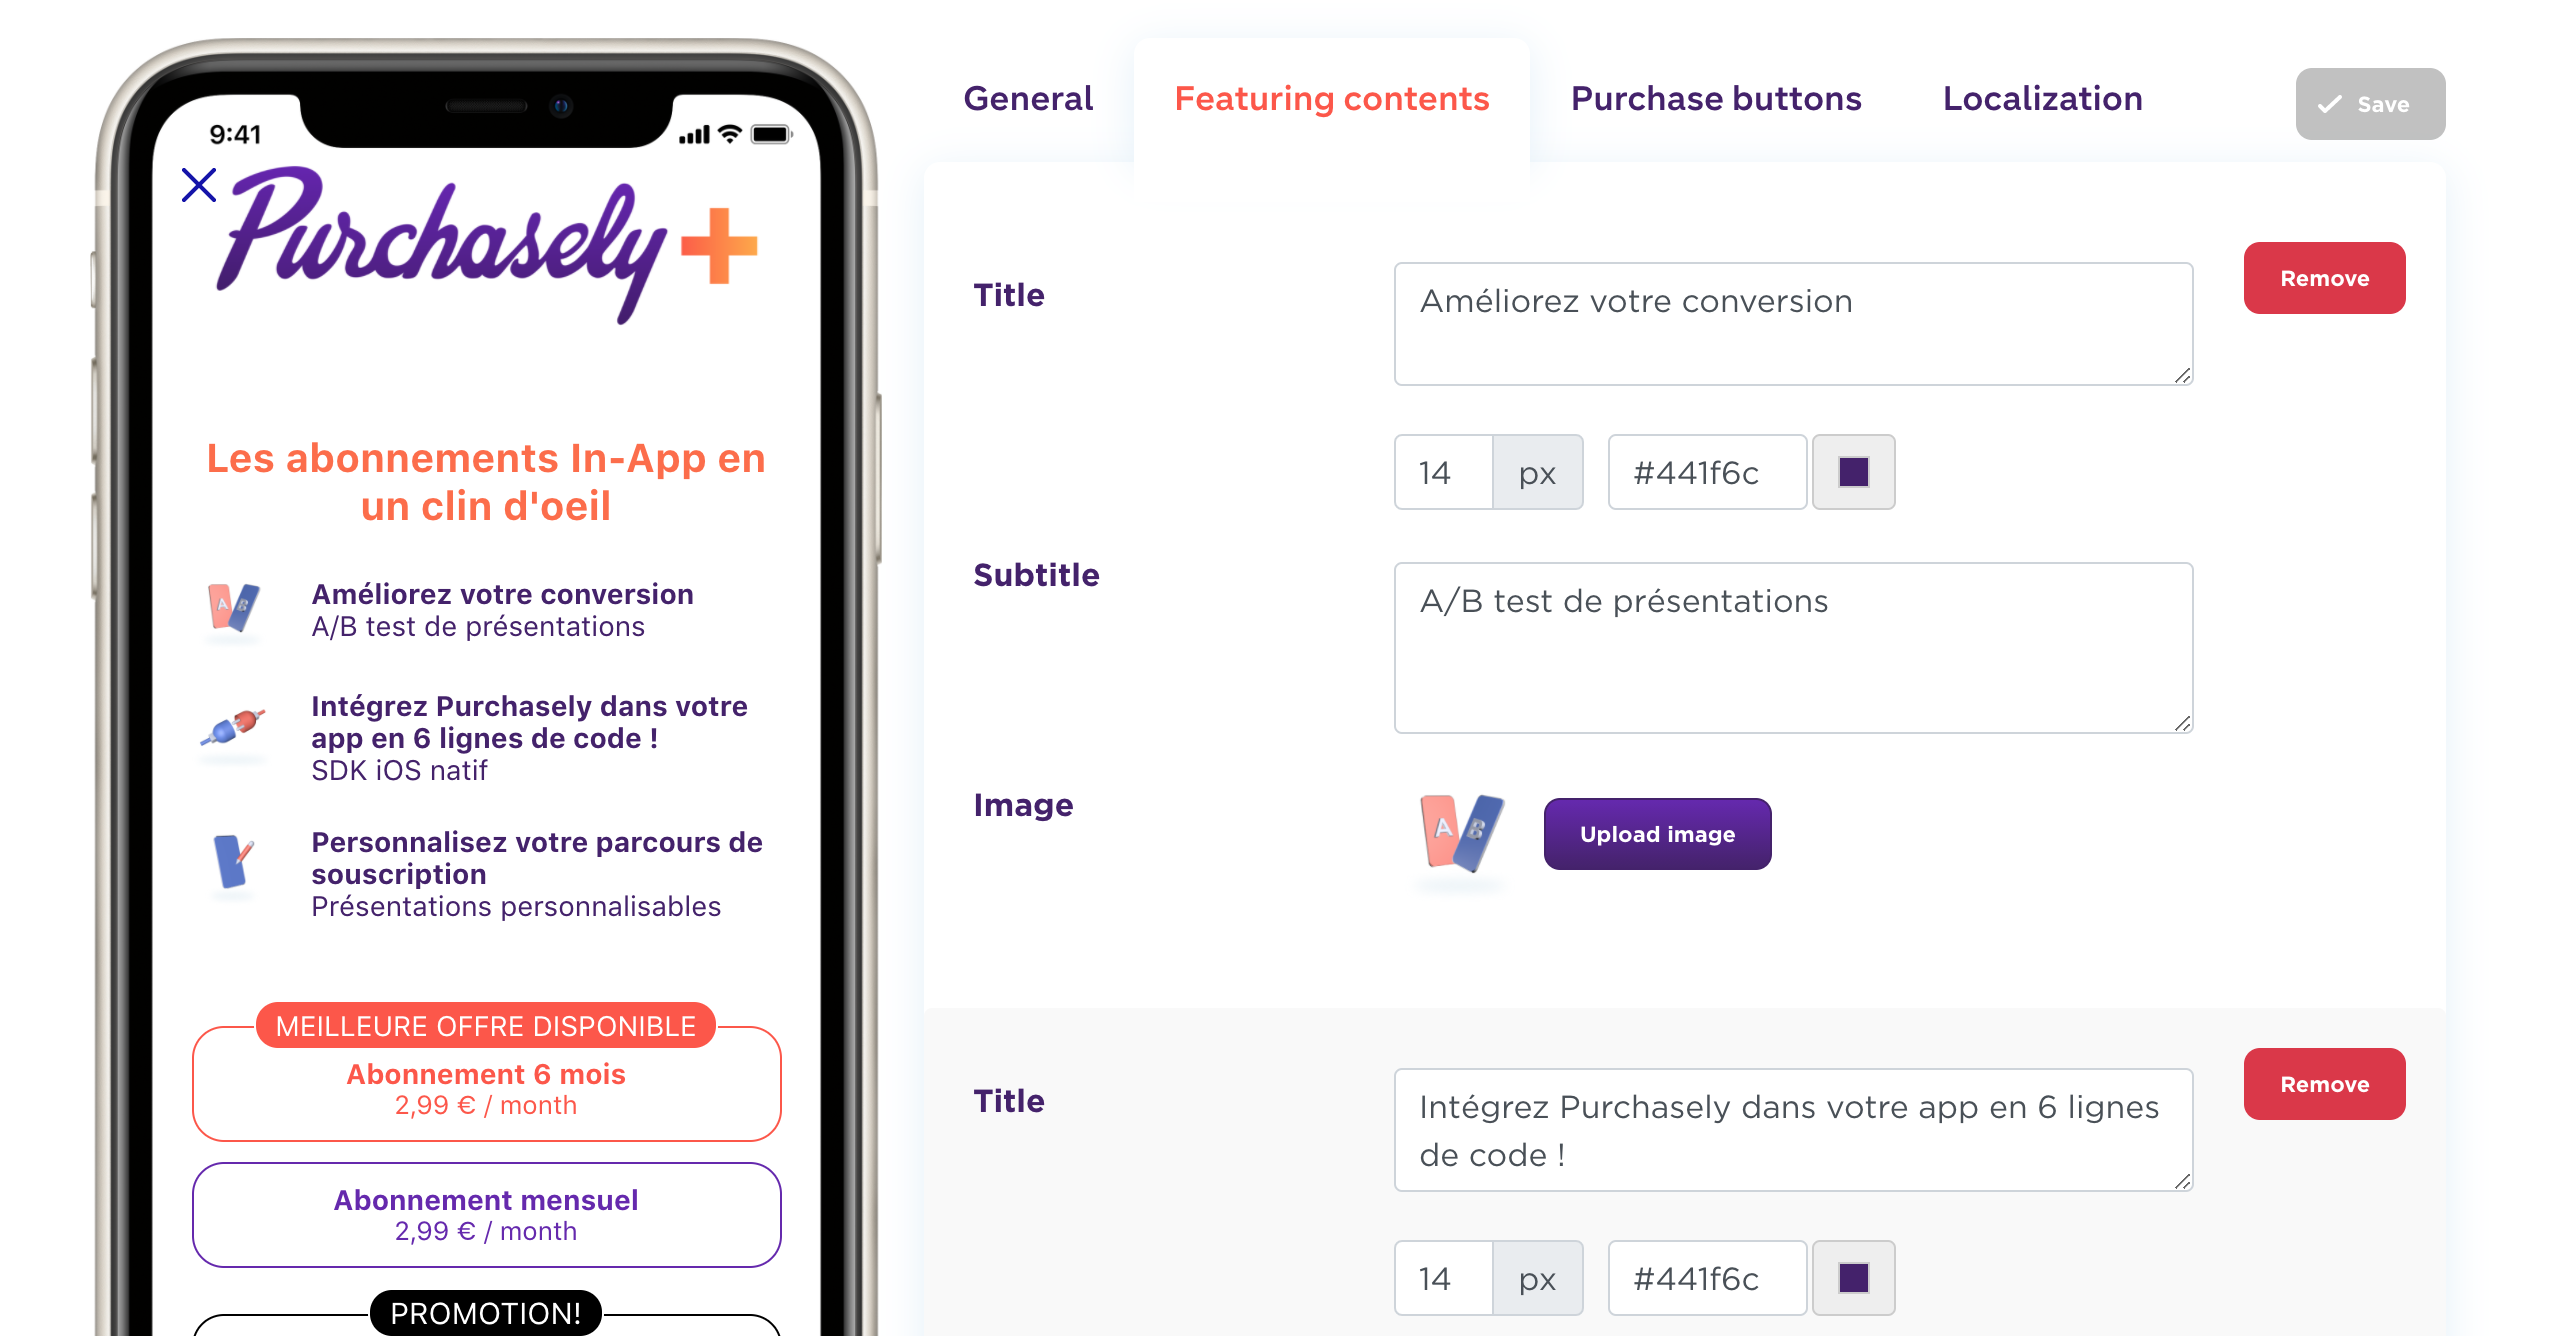 9:41
Purchasely+
Les abonnements In-App en
un clin d'oeil
A B
Améliorez votre conversion
A/B test de présentations
Intégrez Purchasely dans votre
app en 6 lignes de code !
SDK iOS natif
Personnalisez votre parcours de
souscription
Présentations personnalisables
MEILLEURE OFFRE DISPONIBLE
Abonnement 6 mois
2,99 € / month
Abonnement mensuel
2,99 € / month
PROMOTION!
General
Featuring contents
Purchase buttons
Localization
Save
Title
Améliorez votre conversion
Remove
14 px #441f6c
Subtitle
A/B test de présentations
Image
A B
Upload image
Title
Intégrez Purchasely dans votre app en 6 lignes
de code !
Remove
14 px #441f6c